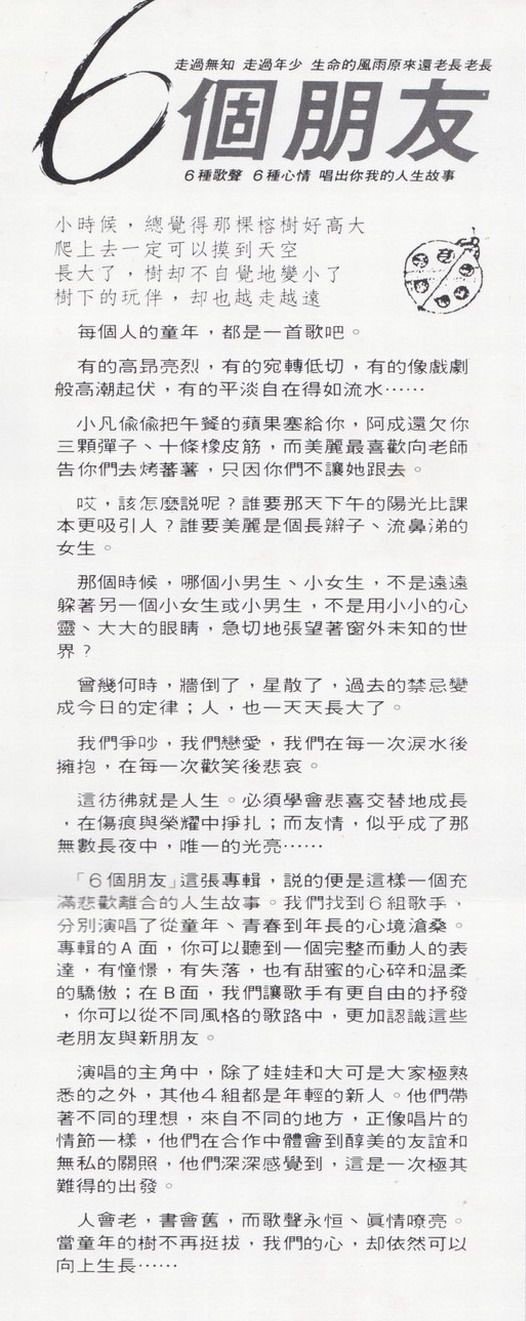 走過無知 走過年少 生命的風雨原來還老長老長
6個朋友
6種歌聲 6種心情 唱出你我的人生故事
小時候，總覺得那棵榕樹好高大
爬上去一定可以摸到天空
長大了，樹却不自覺地變小了
樹下的玩伴，却也越走越遠
每個人的童年，都是一首歌吧。
有的高昂亮烈，有的宛轉低切，有的像戲劇
般高潮起伏，有的平淡自在得如流水……
小凡偷偷把午餐的蘋果塞給你，阿成還欠你
三顆彈子、十條橡皮筋，而美麗最喜歡向老師
告你們去烤蕃薯，只因你們不讓她跟去。
哎，該怎麼說呢？誰要那天下午的陽光比課
本更吸引人？誰要美麗是個長辮子、流鼻涕的
女生。
那個時候，哪個小男生、小女生，不是遠遠
躲著另一個小女生或小男生，不是用小小的心
靈、大大的眼睛，急切地張望著窗外未知的世
界？
曾幾何時，牆倒了，星散了，過去的禁忌變
成今日的定律；人，也一天天長大了。
我們爭吵，我們戀愛，我們在每一次淚水後
擁抱，在每一次歡笑後悲哀。
這彷彿就是人生。必須學會悲喜交替地成長
，在傷痕與榮耀中掙扎；而友情，似乎成了那
無數長夜中，唯一的光亮……
「6個朋友」這張專輯，說的便是這樣一個充
滿悲歡離合的人生故事。我們找到6組歌手，
分別演唱了從童年、青春到年長的心境滄桑。
專輯的A面，你可以聽到一個完整而動人的表
達，有憧憬，有失落，也有甜蜜的心碎和溫柔
的驕傲；在B面，我們讓歌手有更自由的抒發
，你可以從不同風格的歌路中，更加認識這些
老朋友與新朋友。
演唱的主角中，除了娃娃和大可是大家極熟
悉的之外，其他4組都是年輕的新人。他們帶
著不同的理想，來自不同的地方，正像唱片的
情節一樣，他們在合作中體會到醇美的友誼和
無私的關照，他們深深感覺到，這是一次極其
難得的出發。
人會老，書會舊，而歌聲永恒、眞情嘹亮。
當童年的樹不再挺拔，我們的心，却依然可以
向上生長……